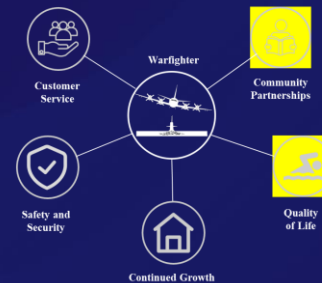 Warfighter
Customer
Service
Community
Partnerships
Safety and
Security
Quality
of Life
Continued Growth